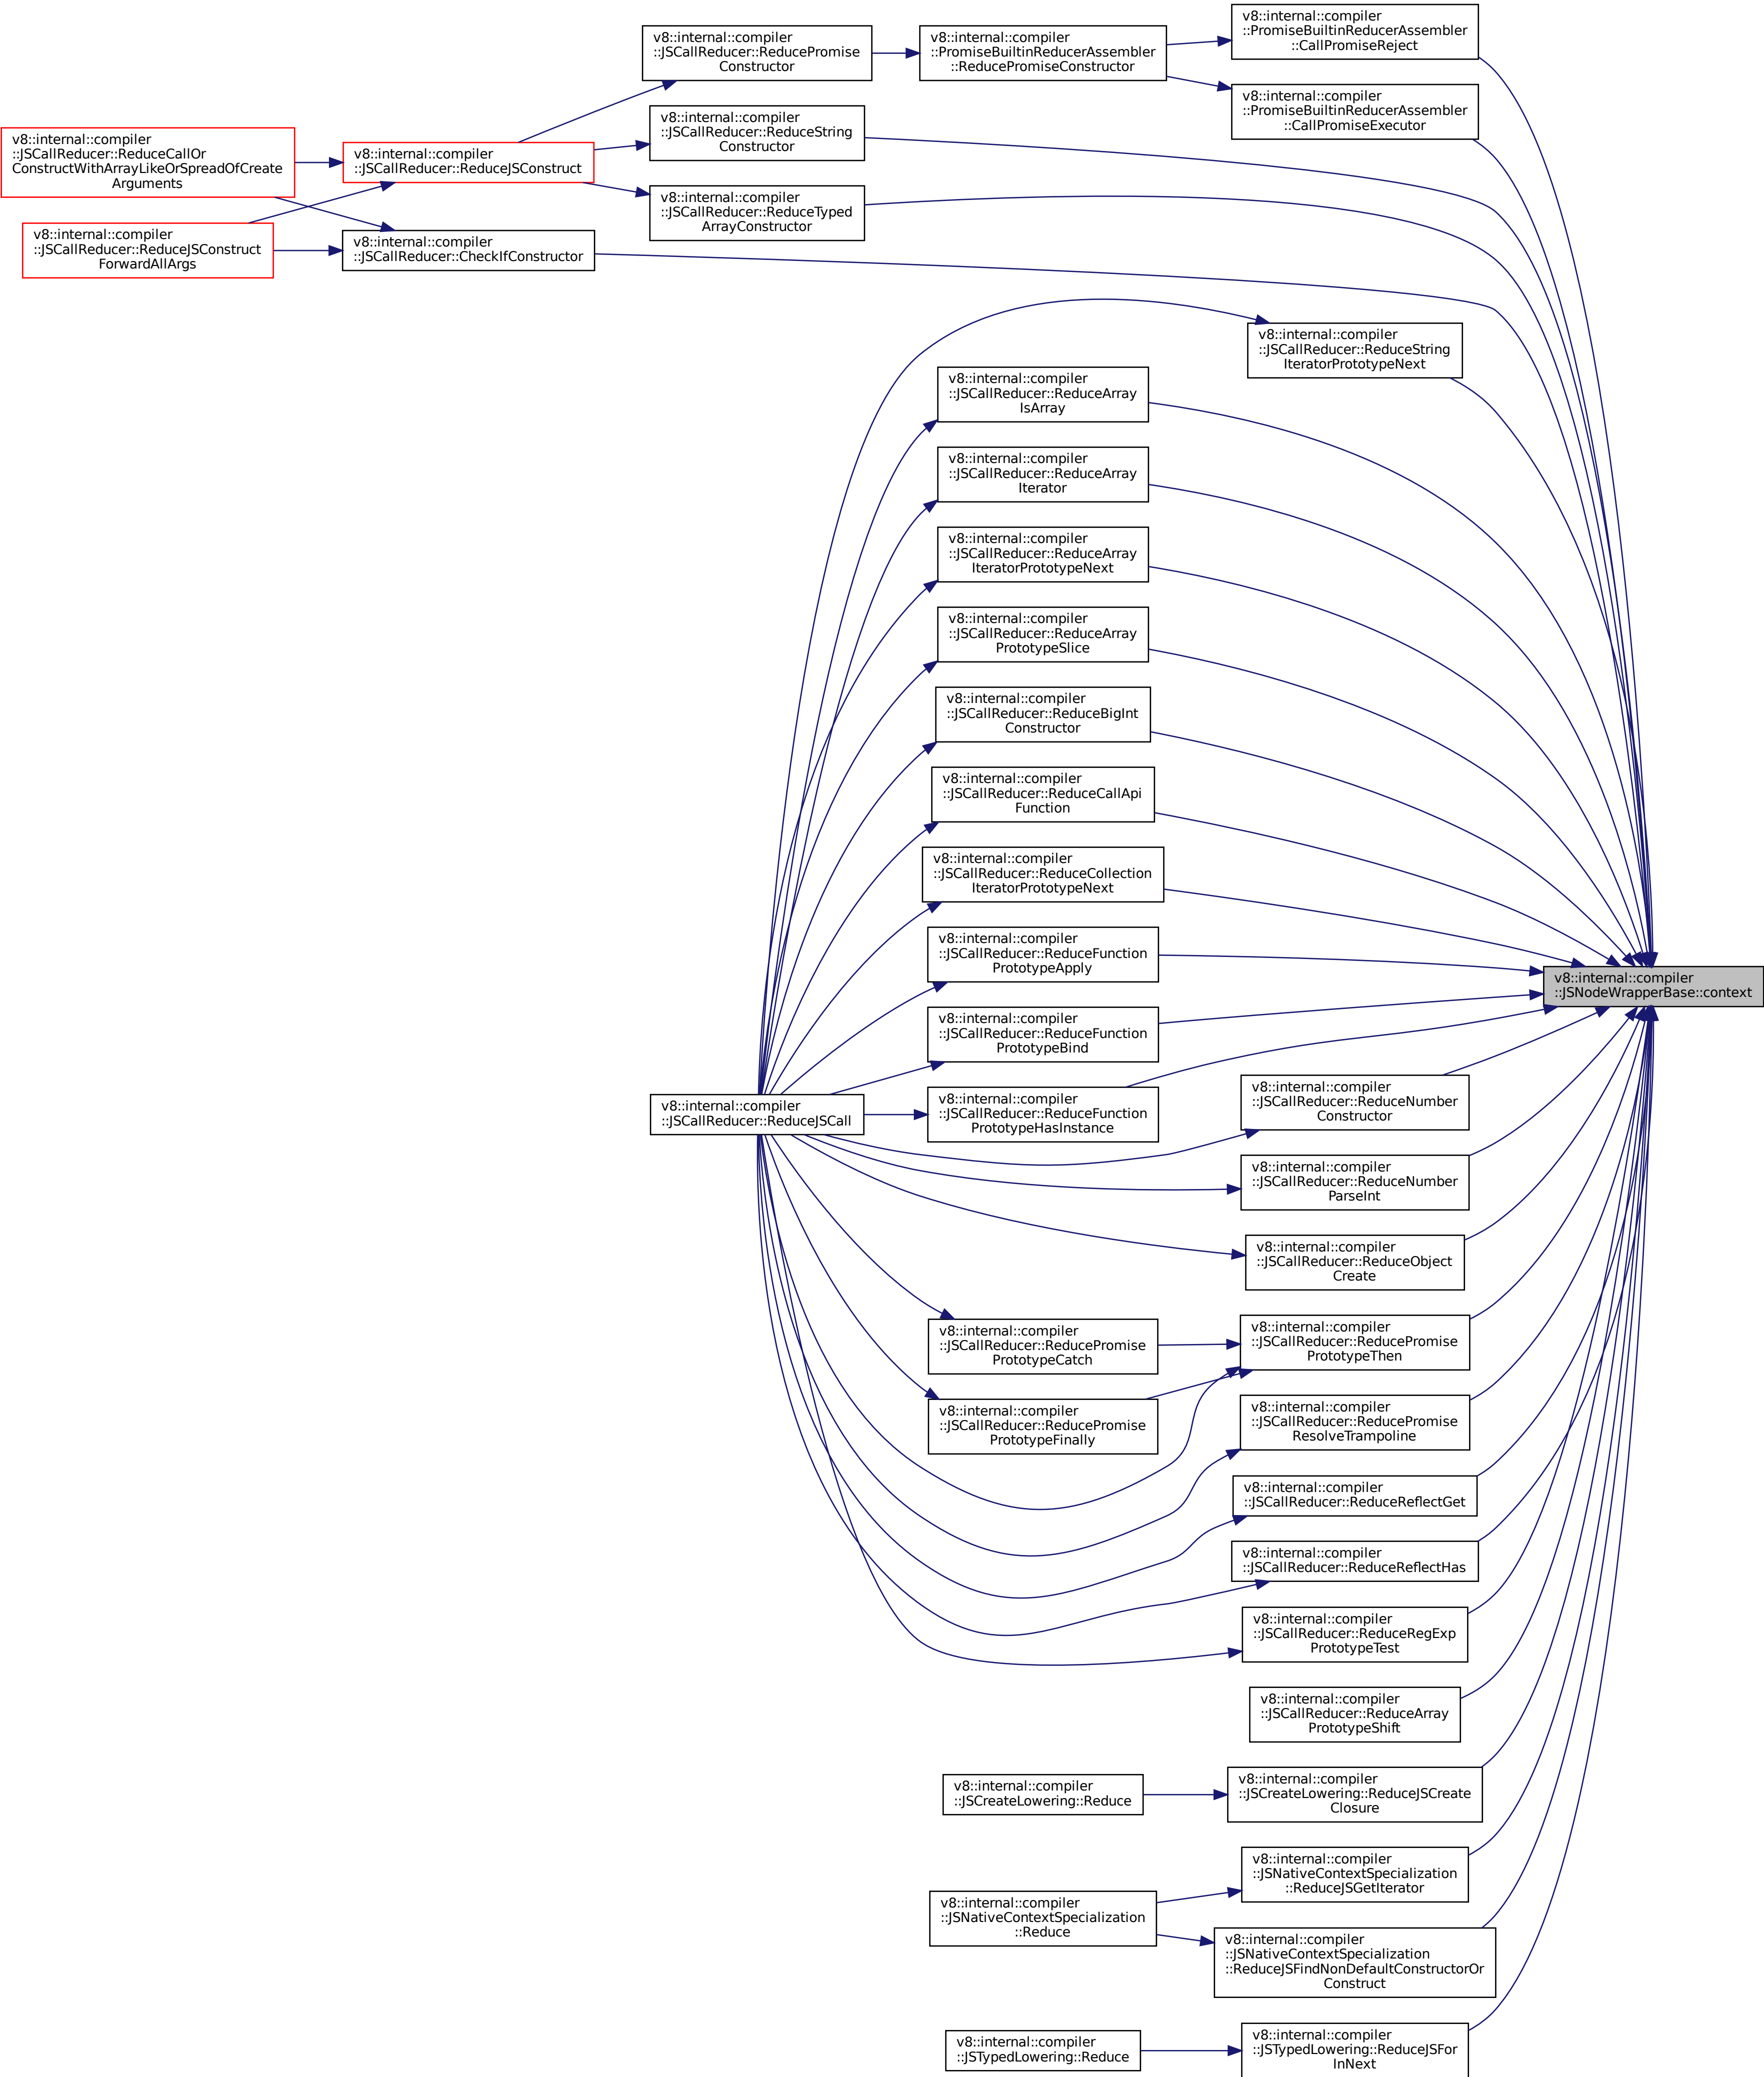 v8::internal::compiler
::PromiseBuiltinReducerAssembler
::CallPromiseReject
v8::internal::compiler
::JSCallReducer::ReducePromise
Constructor
v8::internal::compiler
::PromiseBuiltinReducerAssembler
::ReducePromiseConstructor
v8::internal::compiler
::PromiseBuiltinReducerAssembler
::CallPromiseExecutor
v8::internal::compiler
::JSCallReducer::ReduceString
Constructor
v8::internal::compiler
::JSCallReducer::ReduceCallOr
ConstructWithArrayLikeOrSpreadOfCreate
Arguments
v8::internal::compiler
::JSCallReducer::ReduceJSConstruct
v8::internal::compiler
::JSCallReducer::ReduceTyped
ArrayConstructor
v8::internal::compiler
::JSCallReducer::ReduceJSConstruct
ForwardAllArgs
v8::internal::compiler
::JSCallReducer::CheckIfConstructor
v8::internal::compiler
::JSCallReducer::ReduceString
IteratorPrototypeNext
v8::internal::compiler
::JSCallReducer::ReduceArray
IsArray
v8::internal::compiler
::JSCallReducer::ReduceArray
Iterator
v8::internal::compiler
::JSCallReducer::ReduceArray
IteratorPrototypeNext
v8::internal::compiler
::JSCallReducer::ReduceArray
PrototypeSlice
v8::internal::compiler
::JSCallReducer::ReduceBigInt
Constructor
v8::internal::compiler
::JSCallReducer::ReduceCallApi
Function
v8::internal::compiler
::JSCallReducer::ReduceCollection
IteratorPrototypeNext
v8::internal::compiler
::JSCallReducer::ReduceFunction
PrototypeApply
v8::internal::compiler
::JSNodeWrapperBase::context
v8::internal::compiler
::JSCallReducer::ReduceFunction
PrototypeBind
v8::internal::compiler
::JSCallReducer::ReduceJSCall
v8::internal::compiler
::JSCallReducer::ReduceFunction
PrototypeHasInstance
v8::internal::compiler
::JSCallReducer::ReduceNumber
Constructor
v8::internal::compiler
::JSCallReducer::ReduceNumber
ParseInt
v8::internal::compiler
::JSCallReducer::ReduceObject
Create
v8::internal::compiler
::JSCallReducer::ReducePromise
PrototypeCatch
v8::internal::compiler
::JSCallReducer::ReducePromise
PrototypeThen
v8::internal::compiler
::JSCallReducer::ReducePromise
PrototypeFinally
v8::internal::compiler
::JSCallReducer::ReducePromise
ResolveTrampoline
v8::internal::compiler
::JSCallReducer::ReduceReflectGet
v8::internal::compiler
::JSCallReducer::ReduceReflectHas
v8::internal::compiler
::JSCallReducer::ReduceRegExp
PrototypeTest
v8::internal::compiler
::JSCallReducer::ReduceArray
PrototypeShift
v8::internal::compiler
::JSCreateLowering::Reduce
v8::internal::compiler
::JSCreateLowering::ReduceJSCreate
Closure
v8::internal::compiler
::JSNativeContextSpecialization
::ReduceJSGetIterator
v8::internal::compiler
::JSNativeContextSpecialization
::Reduce
v8::internal::compiler
::JSNativeContextSpecialization
::ReduceJSFindNonDefaultConstructorOr
Construct
v8::internal::compiler
::JSTypedLowering::Reduce
v8::internal::compiler
::JSTypedLowering::ReduceJSFor
InNext